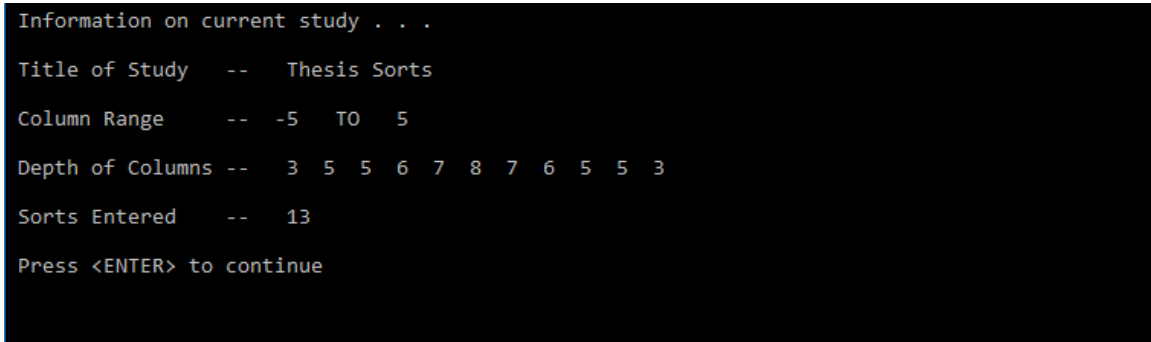 Information on current study . . .
Title of Study   --   Thesis Sorts
Column Range     --  -5   TO   5
Depth of Columns --   3  5  5  6  7  8  7  6  5  5  3
Sorts Entered    --   13
Press <ENTER> to continue